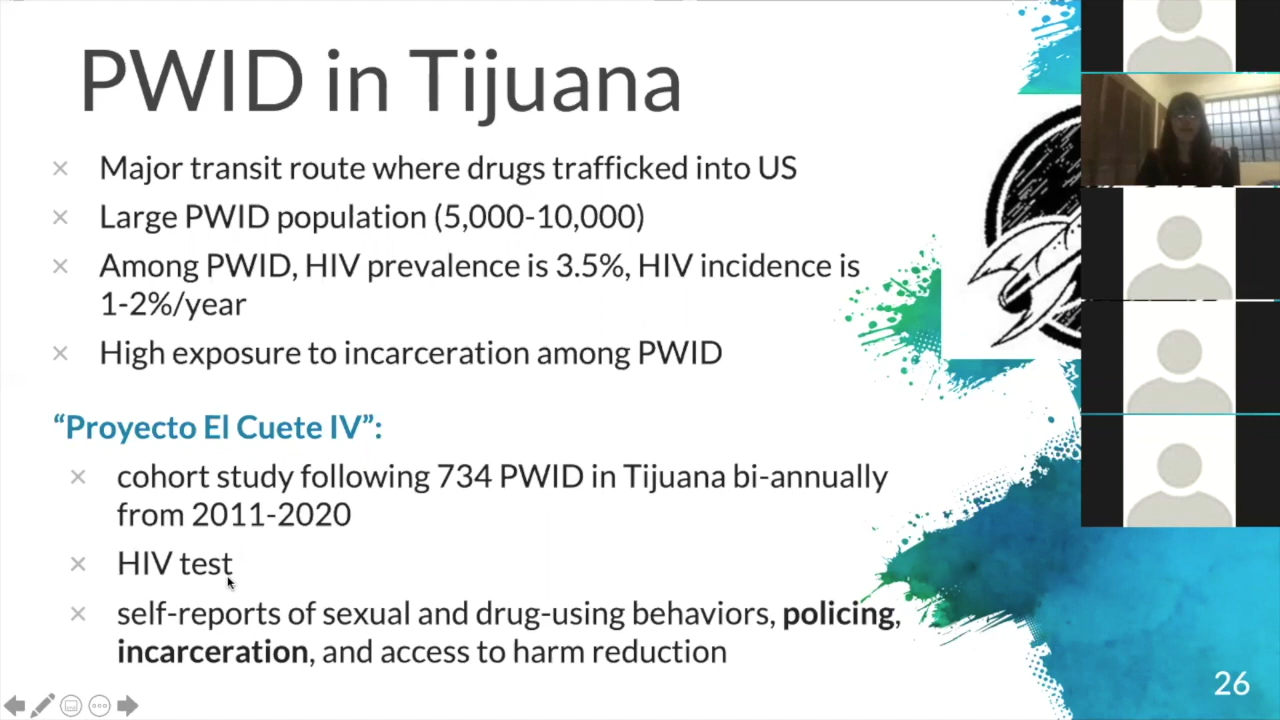 PWID in Tijuana
× Major transit route where drugs trafficked into US
× Large PWID population (5,000-10,000)
× Among PWID, HIV prevalence is 3.5%, HIV incidence is
1-2%/year
× High exposure to incarceration among PWID
“Proyecto El Cuete IV”:
× cohort study following 734 PWID in Tijuana bi-annually
from 2011-2020
× HIV test
× self-reports of sexual and drug-using behaviors, policing,
incarceration, and access to harm reduction
26